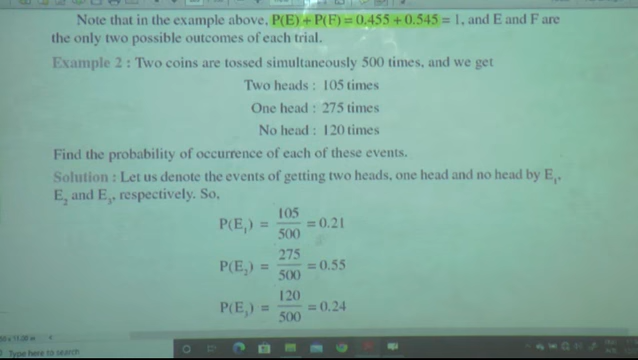 Note that in the example above, P(E) + P(F) = 0.455 + 0.545 = 1, and E and F are
the only two possible outcomes of each trial.
Example 2 : Two coins are tossed simultaneously 500 times, and we get
Two heads : 105 times
One head : 275 times
No head : 120 times
Find the probability of occurrence of each of these events.
Solution : Let us denote the events of getting two heads, one head and no head by E₁,
E₂ and E₃, respectively. So,
P(E₁) = 105/500 = 0.21
P(E₂) = 275/500 = 0.55
P(E₃) = 120/500 = 0.24
Type here to search